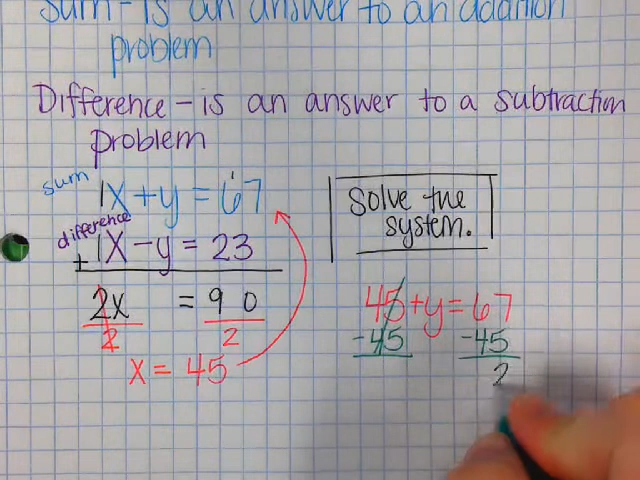 Sum - is an answer to an addition
problem
Difference - is an answer to a subtraction
problem
sum 1x + y = 67
difference + 1x - y = 23
2x = 90
2 2
x = 45
Solve the
system.
45 + y = 67
-45 -45
2